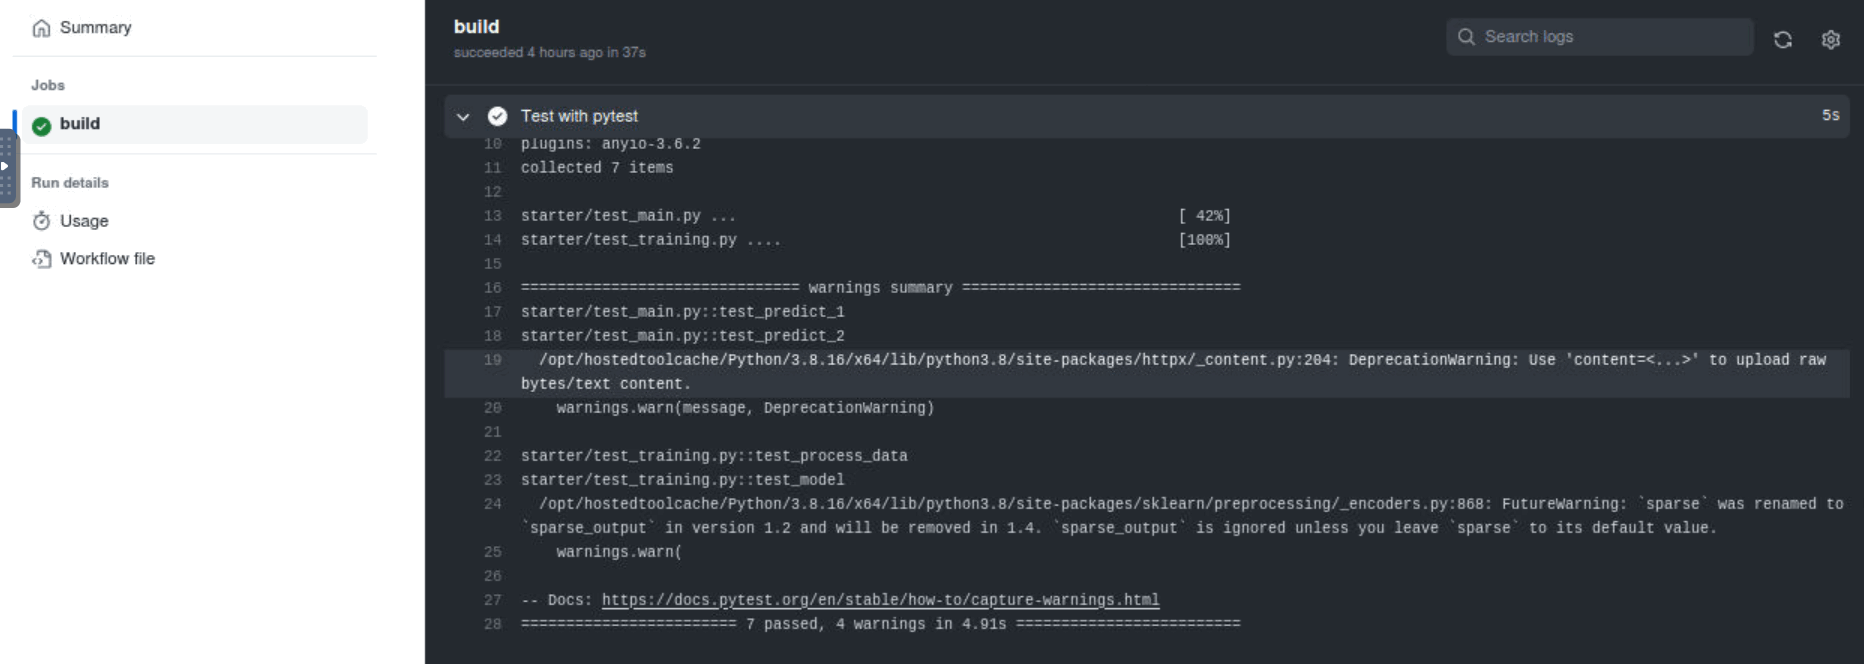 Summary
Jobs
build
Run details
Usage
Workflow file
build
succeeded 4 hours ago in 37s
Search logs
Test with pytest 5s
10 plugins: anyio-3.6.2
11 collected 7 items
12
13 starter/test_main.py ... [ 42%]
14 starter/test_training.py .... [100%]
15
16 =============================== warnings summary ===============================
17 starter/test_main.py::test_predict_1
18 starter/test_main.py::test_predict_2
19 /opt/hostedtoolcache/Python/3.8.16/x64/lib/python3.8/site-packages/httpx/_content.py:204: DeprecationWarning: Use 'content=<...>' to upload raw
bytes/text content.
20 warnings.warn(message, DeprecationWarning)
21
22 starter/test_training.py::test_process_data
23 starter/test_training.py::test_model
24 /opt/hostedtoolcache/Python/3.8.16/x64/lib/python3.8/site-packages/sklearn/preprocessing/_encoders.py:868: FutureWarning: `sparse` was renamed to
`sparse_output` in version 1.2 and will be removed in 1.4. `sparse_output` is ignored unless you leave `sparse` to its default value.
25 warnings.warn(
26
27 -- Docs: https://docs.pytest.org/en/stable/how-to/capture-warnings.html
28 ======================== 7 passed, 4 warnings in 4.91s =========================